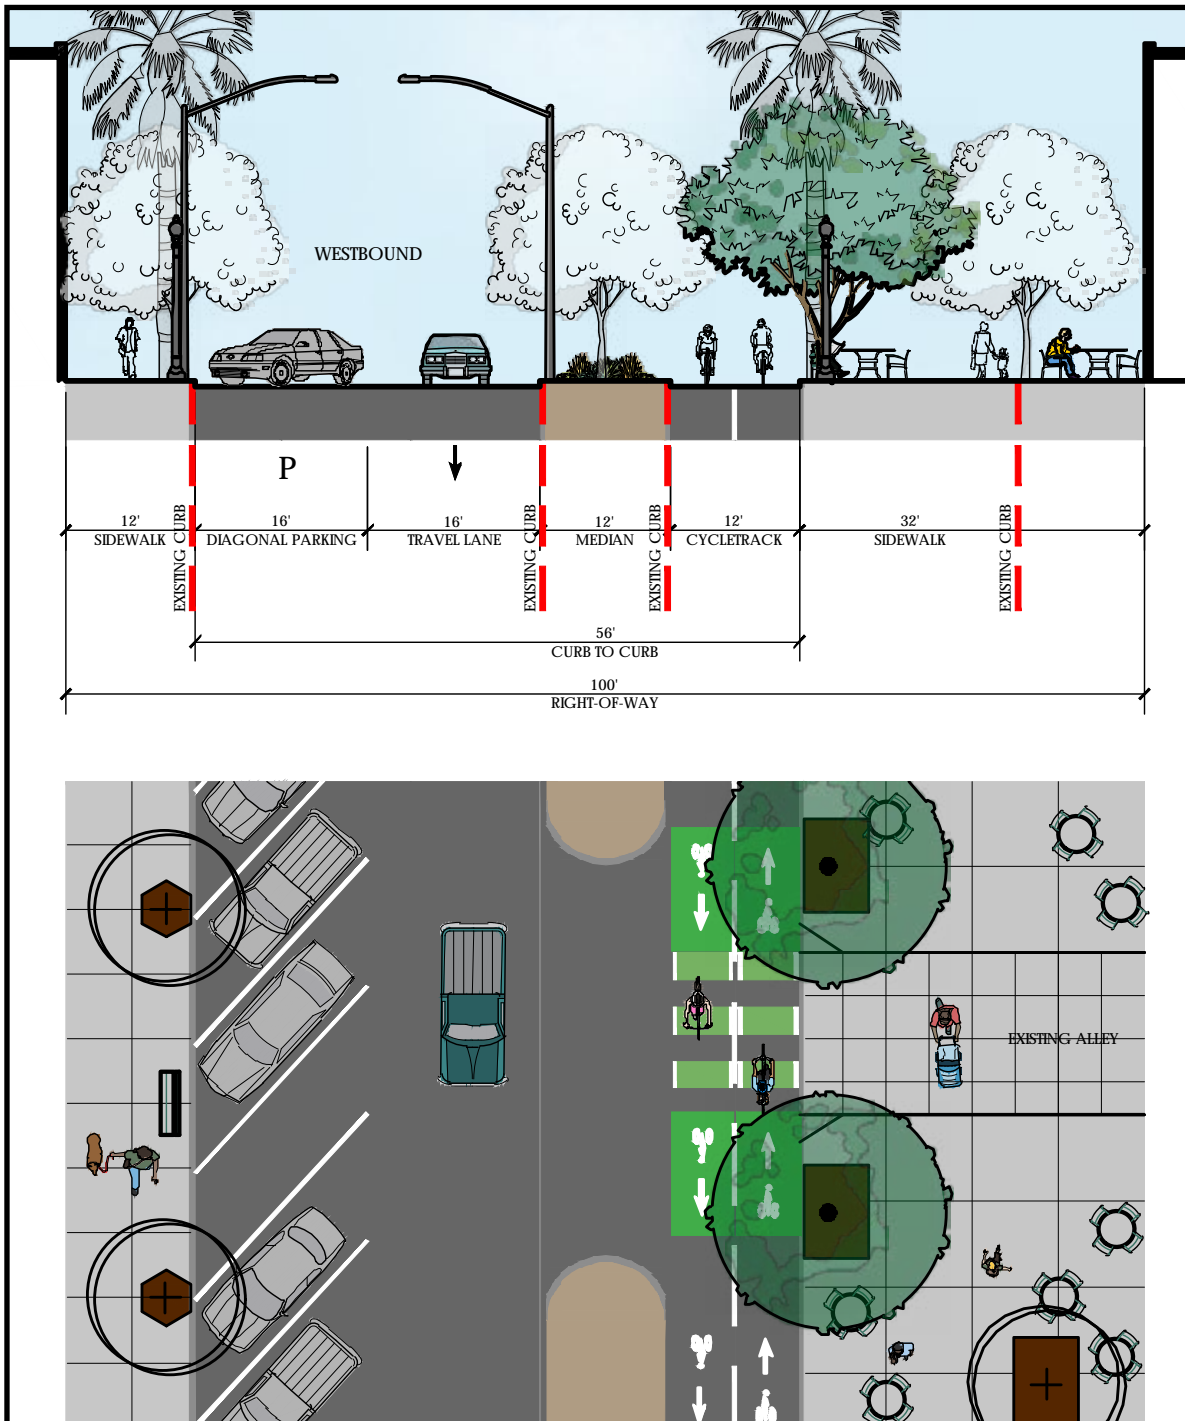 WESTBOUND
P
12'
SIDEWALK
EXISTING CURB
16'
DIAGONAL PARKING
16'
TRAVEL LANE
EXISTING CURB
12'
MEDIAN
EXISTING CURB
12'
CYCLETRACK
32'
SIDEWALK
EXISTING CURB
56'
CURB TO CURB
100'
RIGHT-OF-WAY
EXISTING ALLEY